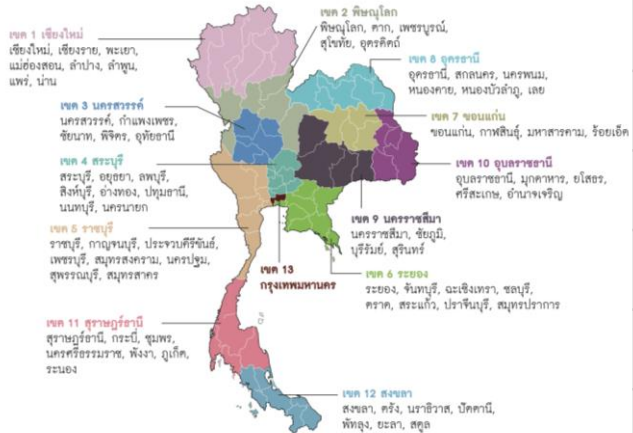 เขต 1 เชียงใหม่
เชียงใหม่, เชียงราย, พะเยา,
แม่ฮ่องสอน, ลำปาง, ลำพูน,
แพร่, น่าน
เขต 2 พิษณุโลก
พิษณุโลก, ตาก, เพชรบูรณ์,
สุโขทัย, อุตรดิตถ์
เขต 8 อุดรธานี
อุดรธานี, สกลนคร, นครพนม,
หนองคาย, หนองบัวลำภู, เลย
เขต 3 นครสวรรค์
นครสวรรค์, กำแพงเพชร,
ชัยนาท, พิจิตร, อุทัยธานี
เขต 7 ขอนแก่น
ขอนแก่น, กาฬสินธุ์, มหาสารคาม, ร้อยเอ็ด
เขต 4 สระบุรี
สระบุรี, อยุธยา, ลพบุรี,
สิงห์บุรี, อ่างทอง, ปทุมธานี,
นนทบุรี, นครนายก
เขต 10 อุบลราชธานี
อุบลราชธานี, มุกดาหาร, ยโสธร,
ศรีสะเกษ, อำนาจเจริญ
เขต 9 นครราชสีมา
นครราชสีมา, ชัยภูมิ,
บุรีรัมย์, สุรินทร์
เขต 5 ราชบุรี
ราชบุรี, กาญจนบุรี, ประจวบคีรีขันธ์,
เพชรบุรี, สมุทรสงคราม, นครปฐม,
สุพรรณบุรี, สมุทรสาคร
เขต 13
กรุงเทพมหานคร
เขต 6 ระยอง
ระยอง, จันทบุรี, ฉะเชิงเทรา, ชลบุรี,
ตราด, สระแก้ว, ปราจีนบุรี, สมุทรปราการ
เขต 11 สุราษฎร์ธานี
สุราษฎร์ธานี, กระบี่, ชุมพร,
นครศรีธรรมราช, พังงา, ภูเก็ต,
ระนอง
เขต 12 สงขลา
สงขลา, ตรัง, นราธิวาส, ปัตตานี,
พัทลุง, ยะลา, สตูล